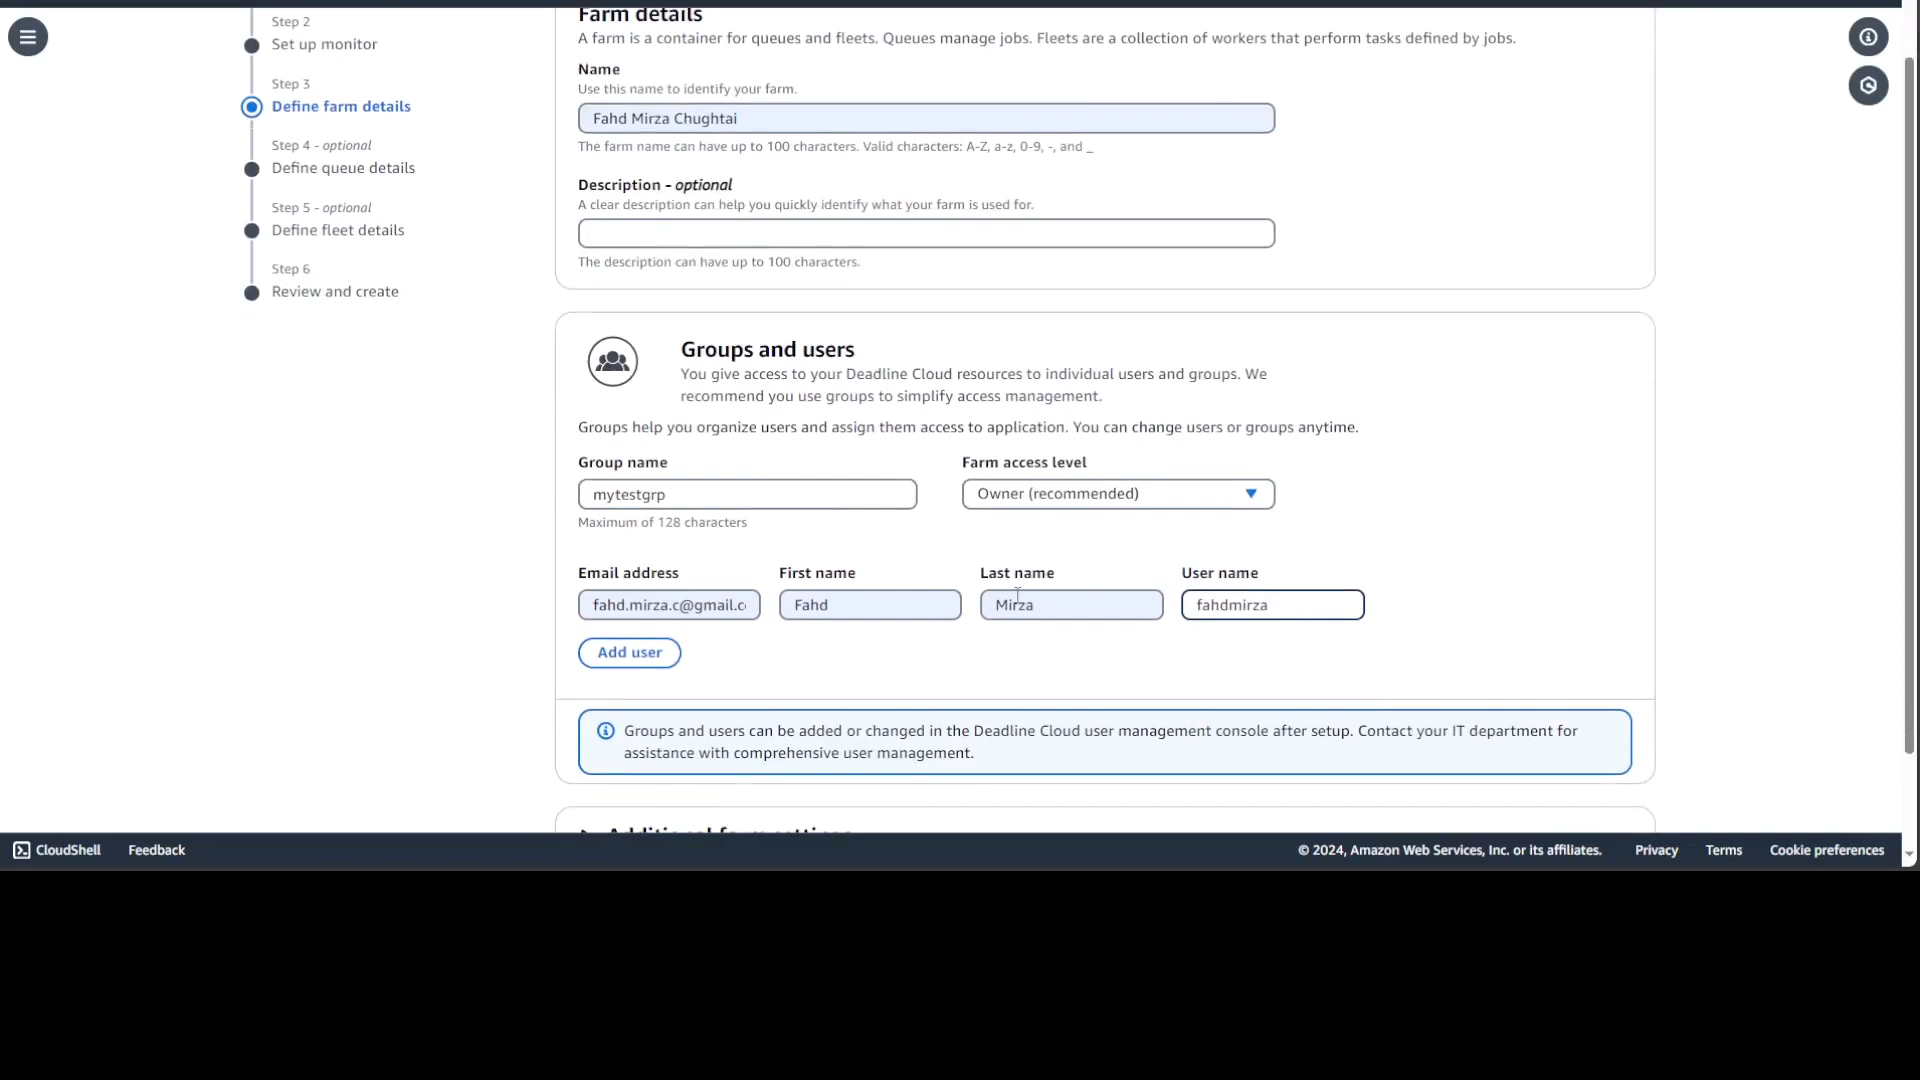 Farm details
A farm is a container for queues and fleets. Queues manage jobs. Fleets are a collection of workers that perform tasks defined by jobs.
Step 2
Set up monitor
Step 3
Define farm details
Step 4 - optional
Define queue details
Step 5 - optional
Define fleet details
Step 6
Review and create
Name
Use this name to identify your farm.
Fahd Mirza Chughtai
The farm name can have up to 100 characters. Valid characters: A-Z, a-z, 0-9, -, and _
Description - optional
A clear description can help you quickly identify what your farm is used for.
The description can have up to 100 characters.
Groups and users
You give access to your Deadline Cloud resources to individual users and groups. We
recommend you use groups to simplify access management.
Groups help you organize users and assign them access to application. You can change users or groups anytime.
Group name Farm access level
mytestgrp Owner (recommended)
Maximum of 128 characters
Email address First name Last name User name
fahd.mirza.c@gmail.c Fahd Mirza fahdmirza
Add user
Groups and users can be added or changed in the Deadline Cloud user management console after setup. Contact your IT department for
assistance with comprehensive user management.
Additional farm settings
CloudShell Feedback © 2024, Amazon Web Services, Inc. or its affiliates. Privacy Terms Cookie preferences